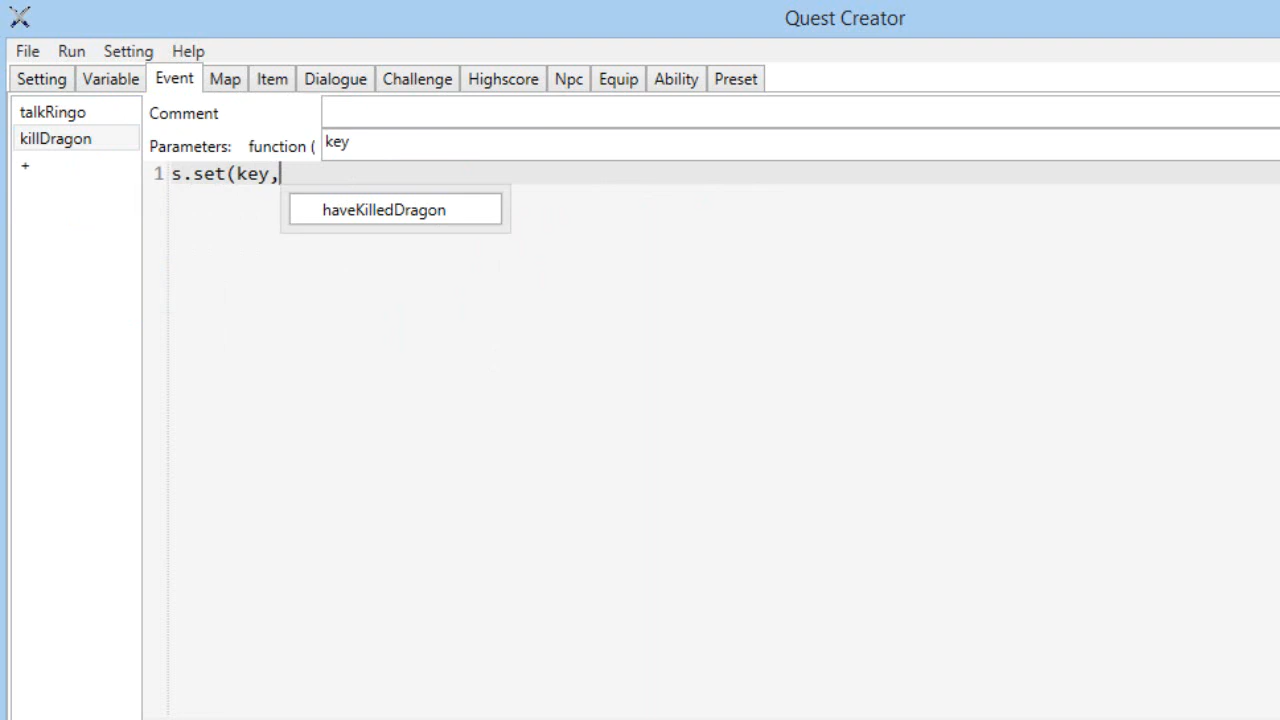 Quest Creator
File Run Setting Help
Setting Variable Event Map Item Dialogue Challenge Highscore Npc Equip Ability Preset
talkRingo
killDragon
+
Comment
Parameters: function ( key
1 s.set(key,
haveKilledDragon